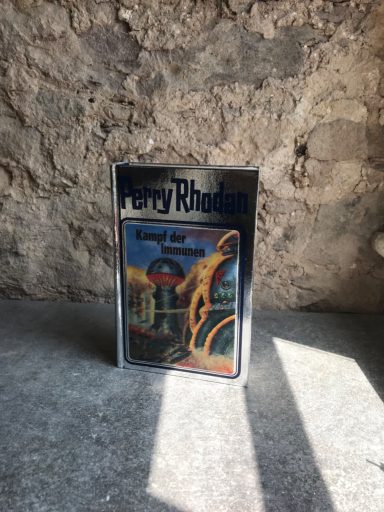 Perry Rhodan
Kampf der
Immunen